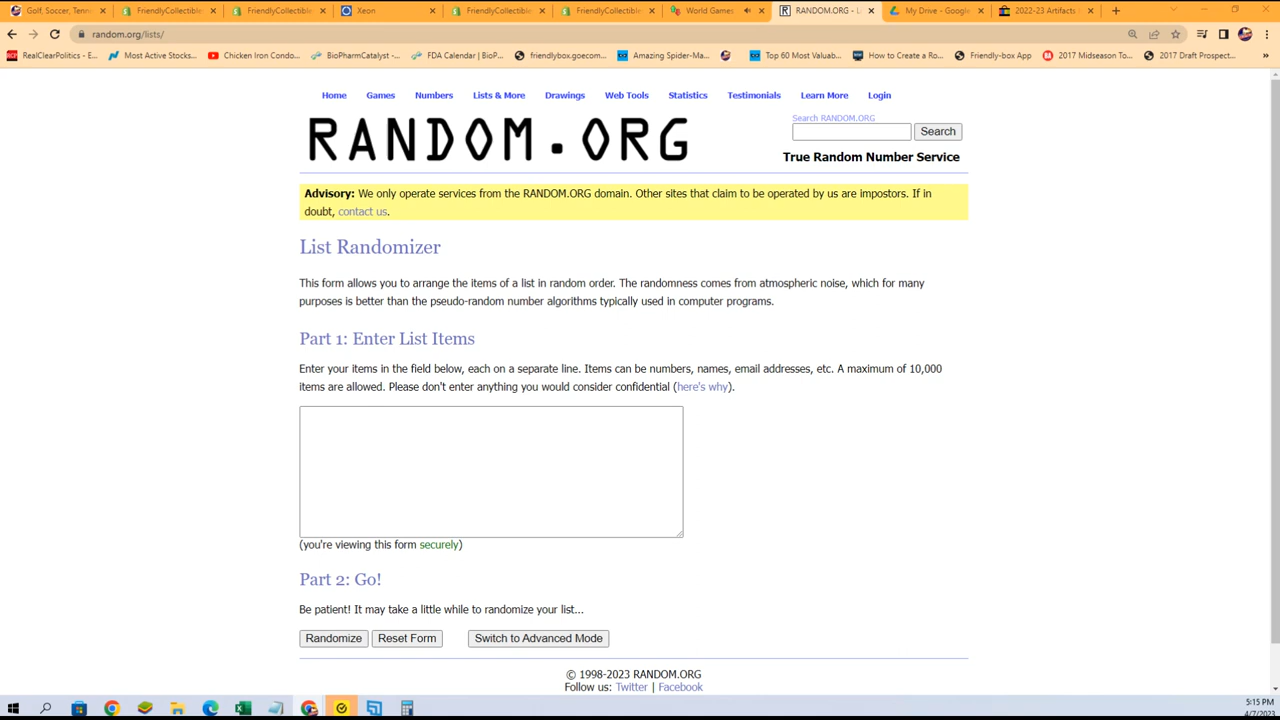 Golf, Soccer, Tenn
FriendlyCollectible
FriendlyCollectible
Xeon
FriendlyCollectible
FriendlyCollectible
World Games
RANDOM.ORG - L
My Drive - Google
2022-23 Artifacts
random.org/lists/
RealClearPolitics - E...
Most Active Stocks...
Chicken Iron Condo...
BioPharmCatalyst -...
FDA Calendar | BioP...
friendlybox.goecom...
Amazing Spider-Ma...
Top 60 Most Valuab...
How to Create a Ro...
Friendly-box App
2017 Midseason To...
2017 Draft Prospect...
»
Home Games Numbers Lists & More Drawings Web Tools Statistics Testimonials Learn More Login
RANDOM.ORG
Search RANDOM.ORG
Search
True Random Number Service
Advisory: We only operate services from the RANDOM.ORG domain. Other sites that claim to be operated by us are impostors. If in
doubt, contact us.
List Randomizer
This form allows you to arrange the items of a list in random order. The randomness comes from atmospheric noise, which for many
purposes is better than the pseudo-random number algorithms typically used in computer programs.
Part 1: Enter List Items
Enter your items in the field below, each on a separate line. Items can be numbers, names, email addresses, etc. A maximum of 10,000
items are allowed. Please don't enter anything you would consider confidential (here's why).
(you're viewing this form securely)
Part 2: Go!
Be patient! It may take a little while to randomize your list...
Randomize Reset Form Switch to Advanced Mode
© 1998-2023 RANDOM.ORG
Follow us: Twitter | Facebook
5:15 PM
4/7/2023